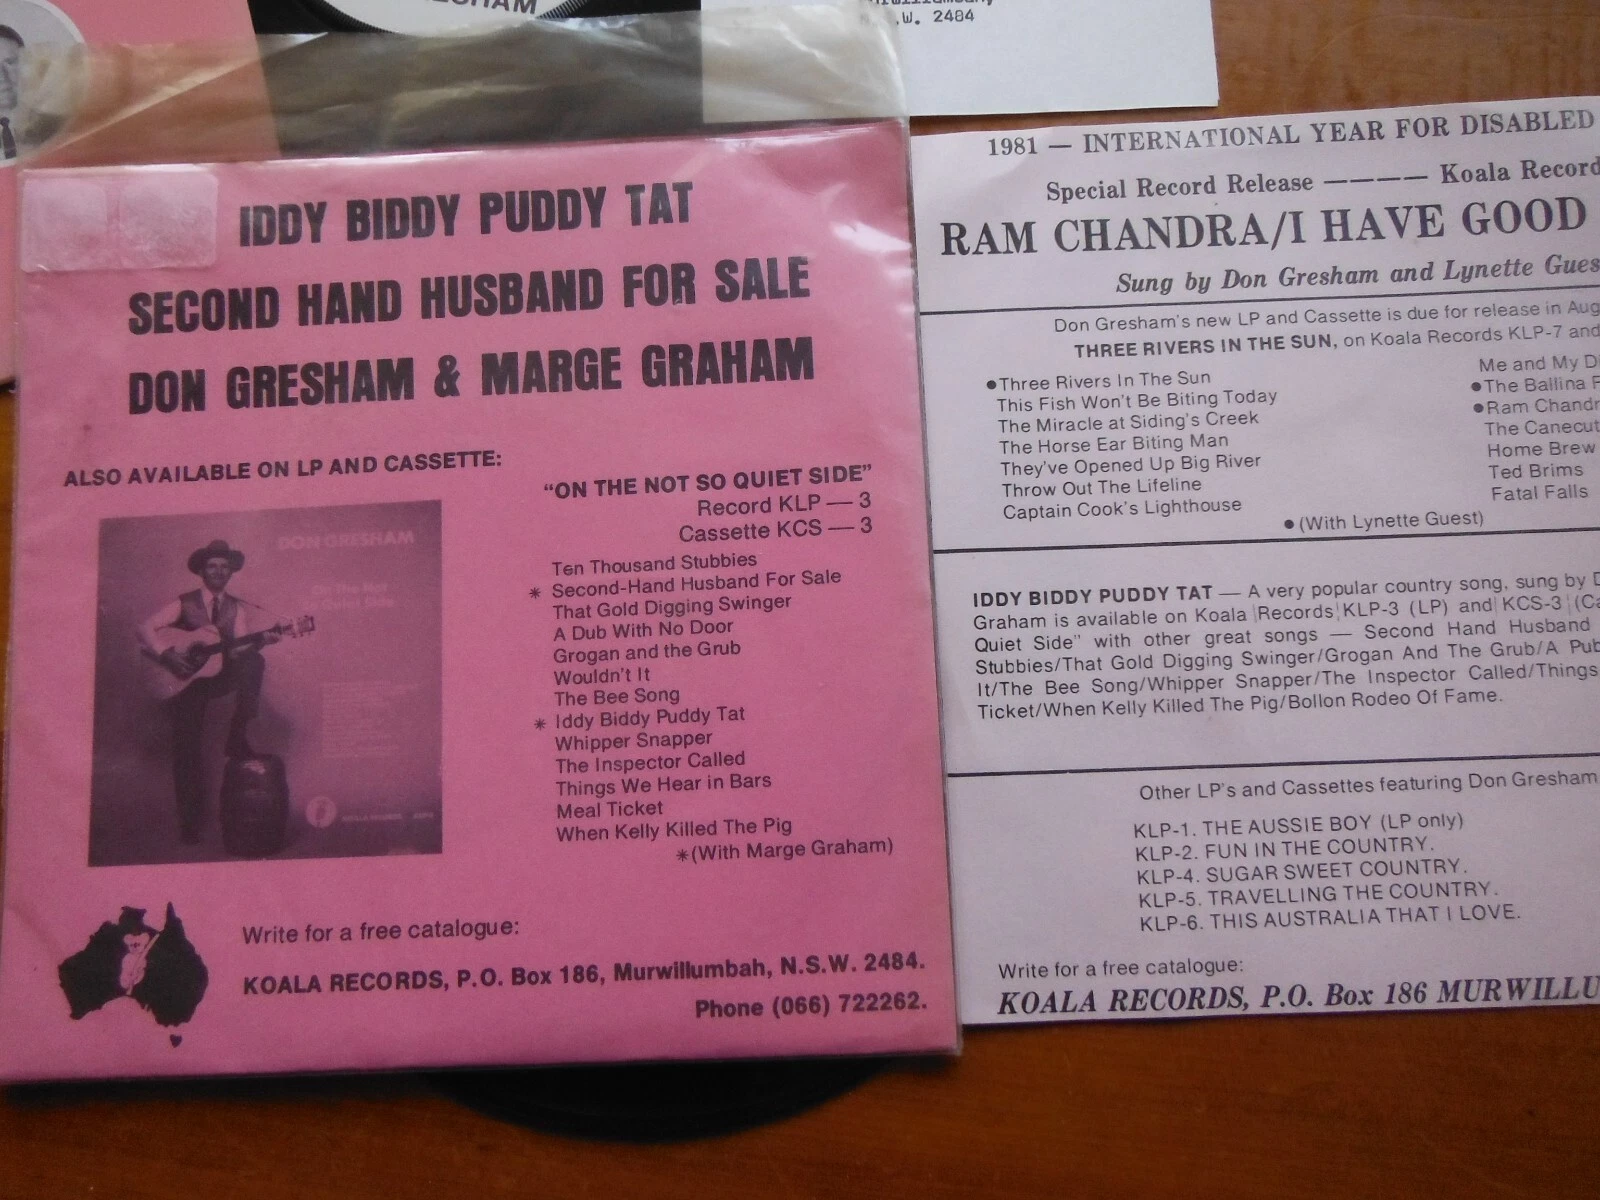 GRESHAM
N.S.W. 2484
IDDY BIDDY PUDDY TAT
SECOND HAND HUSBAND FOR SALE
DON GRESHAM & MARGE GRAHAM
ALSO AVAILABLE ON LP AND CASSETTE:
"ON THE NOT SO QUIET SIDE"
Record KLP — 3
Cassette KCS — 3
Ten Thousand Stubbies
* Second-Hand Husband For Sale
That Gold Digging Swinger
A Dub With No Door
Grogan and the Grub
Wouldn't It
The Bee Song
* Iddy Biddy Puddy Tat
Whipper Snapper
The Inspector Called
Things We Hear in Bars
Meal Ticket
When Kelly Killed The Pig
*(With Marge Graham)
DON GRESHAM
KOALA RECORDS
Write for a free catalogue:
KOALA RECORDS, P.O. Box 186, Murwillumbah, N.S.W. 2484.
Phone (066) 722262.
1981 — INTERNATIONAL YEAR FOR DISABLED
Special Record Release ———— Koala Record
RAM CHANDRA/I HAVE GOOD
Sung by Don Gresham and Lynette Gues
Don Gresham's new LP and Cassette is due for release in Aug
THREE RIVERS IN THE SUN, on Koala Records KLP-7 and
●Three Rivers In The Sun
This Fish Won't Be Biting Today
The Miracle at Siding's Creek
The Horse Ear Biting Man
They've Opened Up Big River
Throw Out The Lifeline
Captain Cook's Lighthouse
Me and My D
●The Ballina F
●Ram Chandr
The Canecut
Home Brew
Ted Brims
Fatal Falls
●(With Lynette Guest)
IDDY BIDDY PUDDY TAT — A very popular country song, sung by D
Graham is available on Koala Records KLP-3 (LP) and KCS-3 (Ca
Quiet Side" with other great songs — Second Hand Husband
Stubbies/That Gold Digging Swinger/Grogan And The Grub/A Pub
It/The Bee Song/Whipper Snapper/The Inspector Called/Things
Ticket/When Kelly Killed The Pig/Bollon Rodeo Of Fame.
Other LP's and Cassettes featuring Don Gresham
KLP-1. THE AUSSIE BOY (LP only)
KLP-2. FUN IN THE COUNTRY.
KLP-4. SUGAR SWEET COUNTRY.
KLP-5. TRAVELLING THE COUNTRY.
KLP-6. THIS AUSTRALIA THAT I LOVE.
Write for a free catalogue:
KOALA RECORDS, P.O. Box 186 MURWILLU